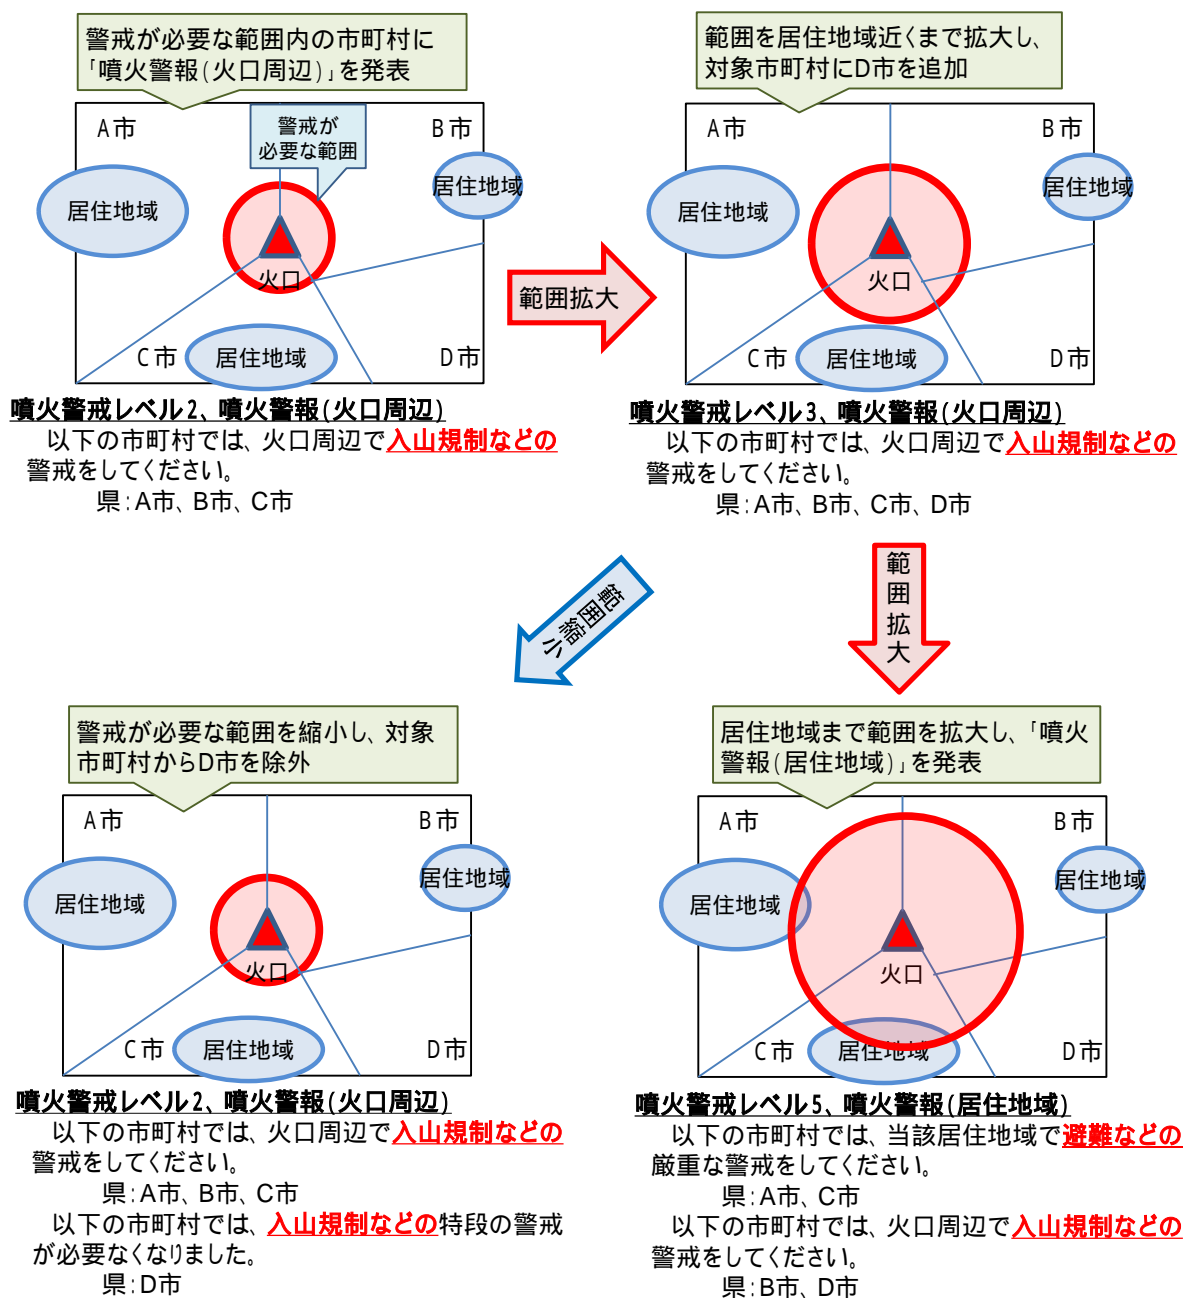 警戒が必要な範囲内の市町村に
「噴火警報(火口周辺)」を発表
A市
警戒が
必要な範囲
B市
居住地域
居住地域
火口
C市
居住地域
D市
噴火警戒レベル2、噴火警報(火口周辺)
以下の市町村では、火口周辺で入山規制などの
警戒をしてください。
県:A市、B市、C市
範囲拡大
範囲を居住地域近くまで拡大し、
対象市町村にD市を追加
A市
B市
居住地域
居住地域
火口
C市
居住地域
D市
噴火警戒レベル3、噴火警報(火口周辺)
以下の市町村では、火口周辺で入山規制などの
警戒をしてください。
県:A市、B市、C市、D市
範囲縮小
範囲拡大
警戒が必要な範囲を縮小し、対象
市町村からD市を除外
A市
B市
居住地域
居住地域
火口
C市
居住地域
D市
噴火警戒レベル2、噴火警報(火口周辺)
以下の市町村では、火口周辺で入山規制などの
警戒をしてください。
県:A市、B市、C市
以下の市町村では、入山規制などの特段の警戒
が必要なくなりました。
県:D市
居住地域まで範囲を拡大し、「噴火
警報(居住地域)」を発表
A市
B市
居住地域
居住地域
火口
C市
居住地域
D市
噴火警戒レベル5、噴火警報(居住地域)
以下の市町村では、当該居住地域で避難などの
厳重な警戒をしてください。
県:A市、C市
以下の市町村では、火口周辺で入山規制などの
警戒をしてください。
県:B市、D市